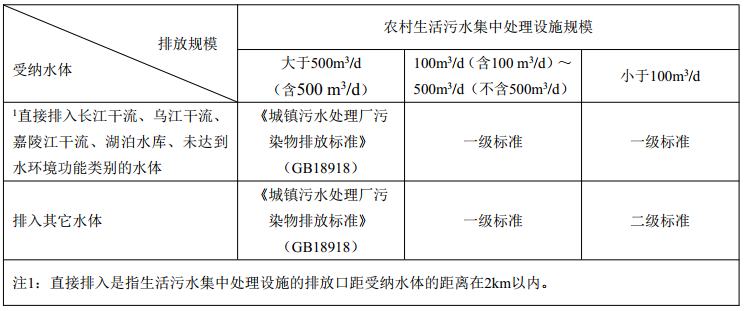 排放规模
受纳水体
农村生活污水集中处理设施规模
大于500m³/d
（含500 m³/d）
100m³/d（含100 m³/d）～
500m³/d（不含500m³/d）
小于100m³/d
¹直接排入长江干流、乌江干流、
嘉陵江干流、湖泊水库、未达到
水环境功能类别的水体
《城镇污水处理厂污
染物排放标准》
（GB18918）
一级标准
一级标准
排入其它水体
《城镇污水处理厂污
染物排放标准》
（GB18918）
一级标准
二级标准
注1：直接排入是指生活污水集中处理设施的排放口距受纳水体的距离在2km以内。